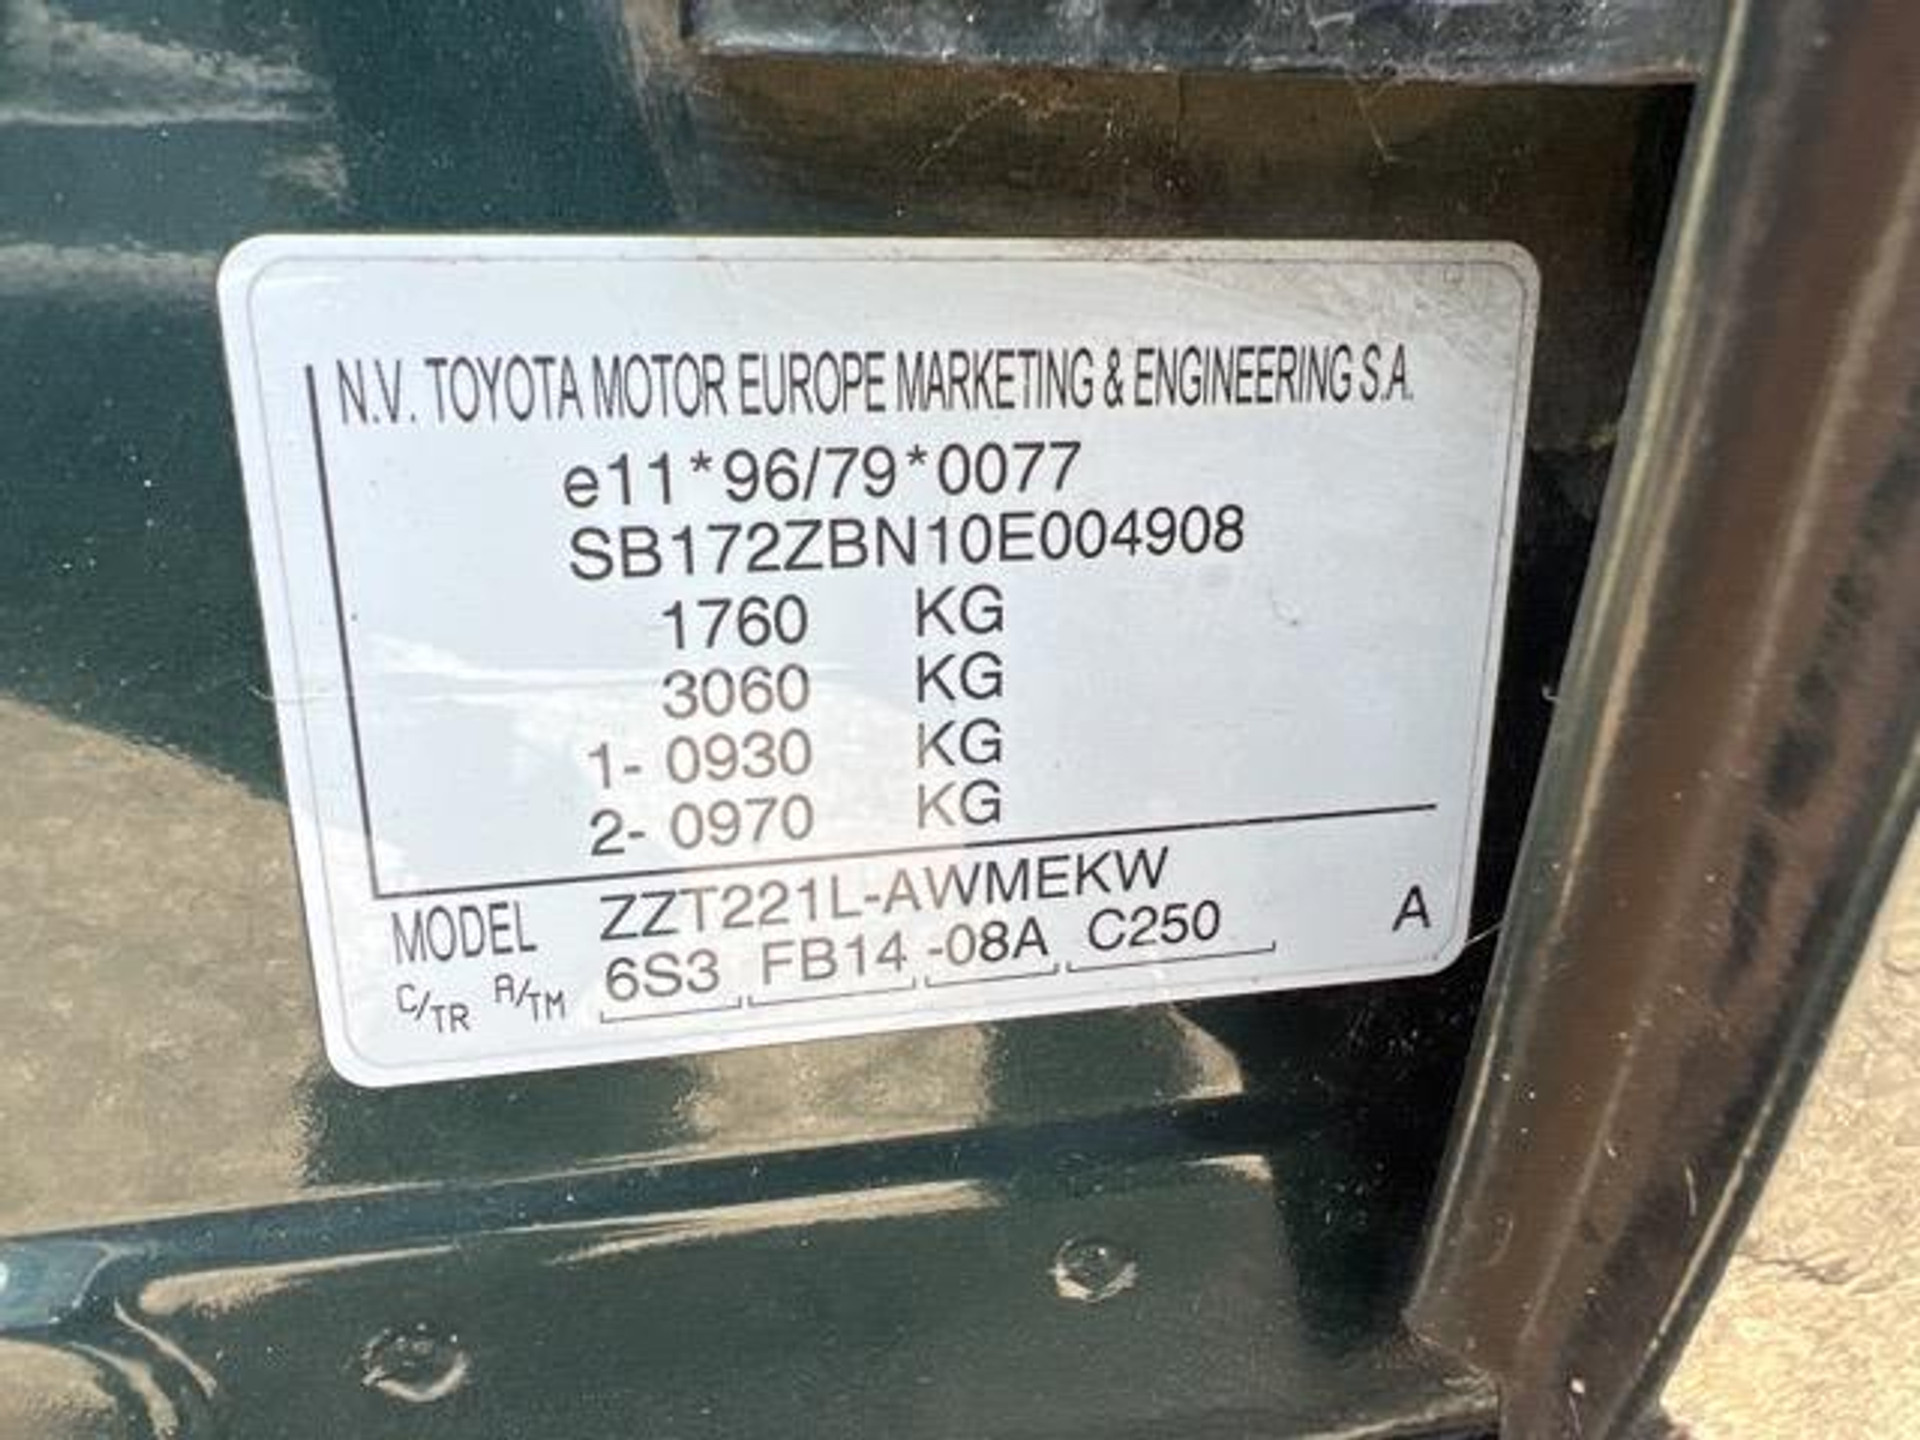 N.V. TOYOTA MOTOR EUROPE MARKETING & ENGINEERING S.A.
e11*96/79*0077
SB172ZBN10E004908
1760 KG
3060 KG
1- 0930 KG
2- 0970 KG
MODEL ZZT221L-AWMEKW A
C/TR A/TM 6S3 FB14 -08A C250